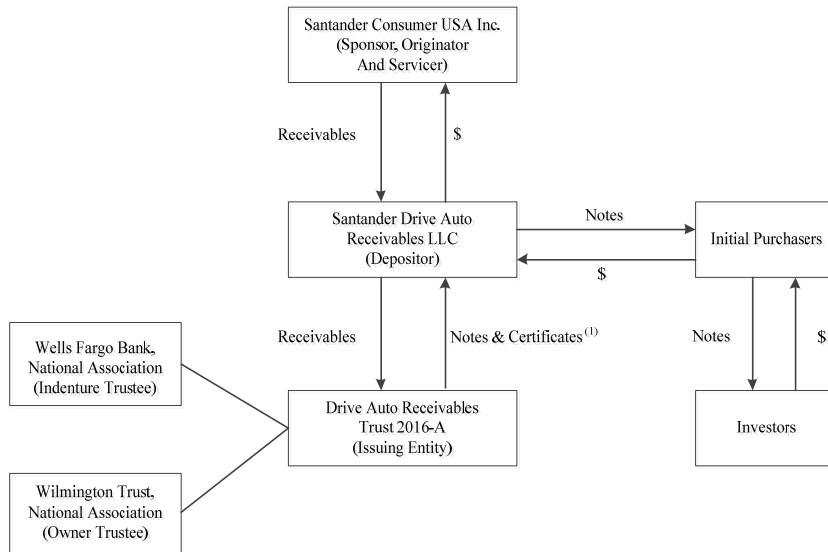 Santander Consumer USA Inc.
(Sponsor, Originator
And Servicer)
Receivables
$
Santander Drive Auto
Receivables LLC
(Depositor)
Notes
$
Initial Purchasers
Receivables
Notes & Certificates (1)
Notes
$
Wells Fargo Bank,
National Association
(Indenture Trustee)
Drive Auto Receivables
Trust 2016-A
(Issuing Entity)
Investors
Wilmington Trust,
National Association
(Owner Trustee)